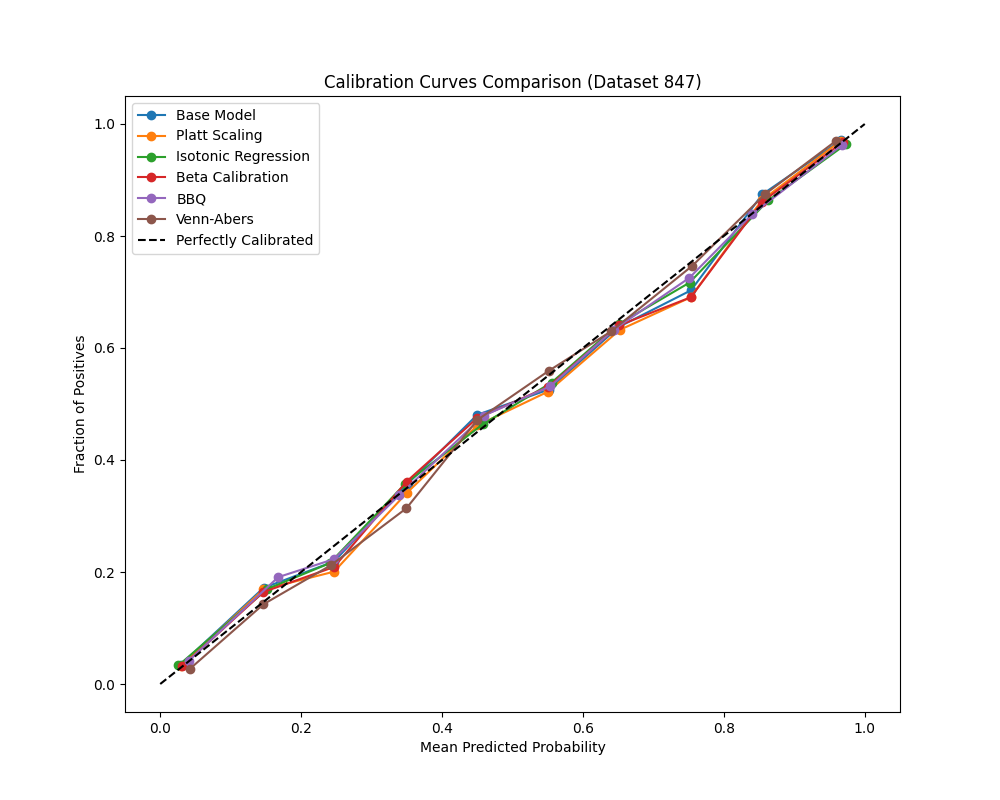 Calibration Curves Comparison (Dataset 847)
Base Model
Platt Scaling
Isotonic Regression
Beta Calibration
BBQ
Venn-Abers
Perfectly Calibrated
Fraction of Positives
1.0
0.8
0.6
0.4
0.2
0.0
0.0 0.2 0.4 0.6 0.8 1.0
Mean Predicted Probability